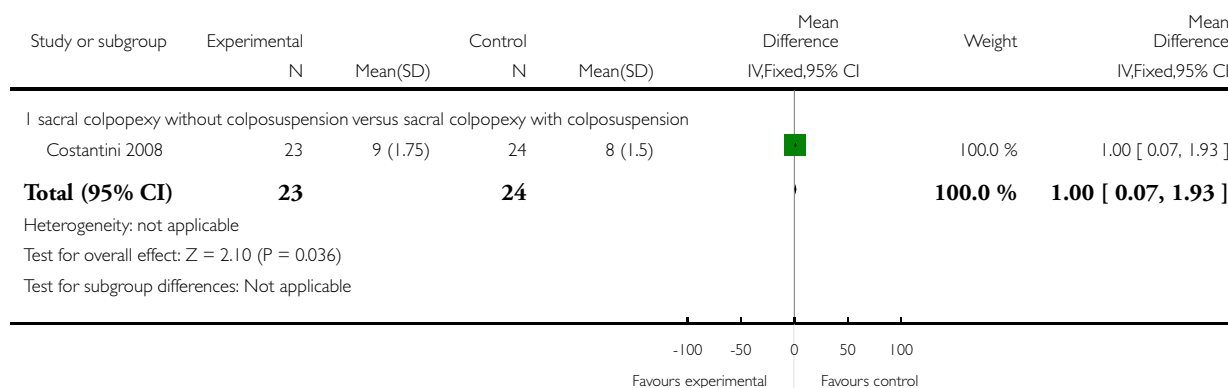 Mean Mean
Study or subgroup Experimental Control Difference Weight Difference
N Mean(SD) N Mean(SD) IV,Fixed,95% CI IV,Fixed,95% CI
1 sacral colpopexy without colposuspension versus sacral colpopexy with colposuspension
Costantini 2008 23 9 (1.75) 24 8 (1.5) 100.0 % 1.00 [ 0.07, 1.93 ]
Total (95% CI) 23 24 100.0 % 1.00 [ 0.07, 1.93 ]
Heterogeneity: not applicable
Test for overall effect: Z = 2.10 (P = 0.036)
Test for subgroup differences: Not applicable
-100 -50 0 50 100
Favours experimental Favours control